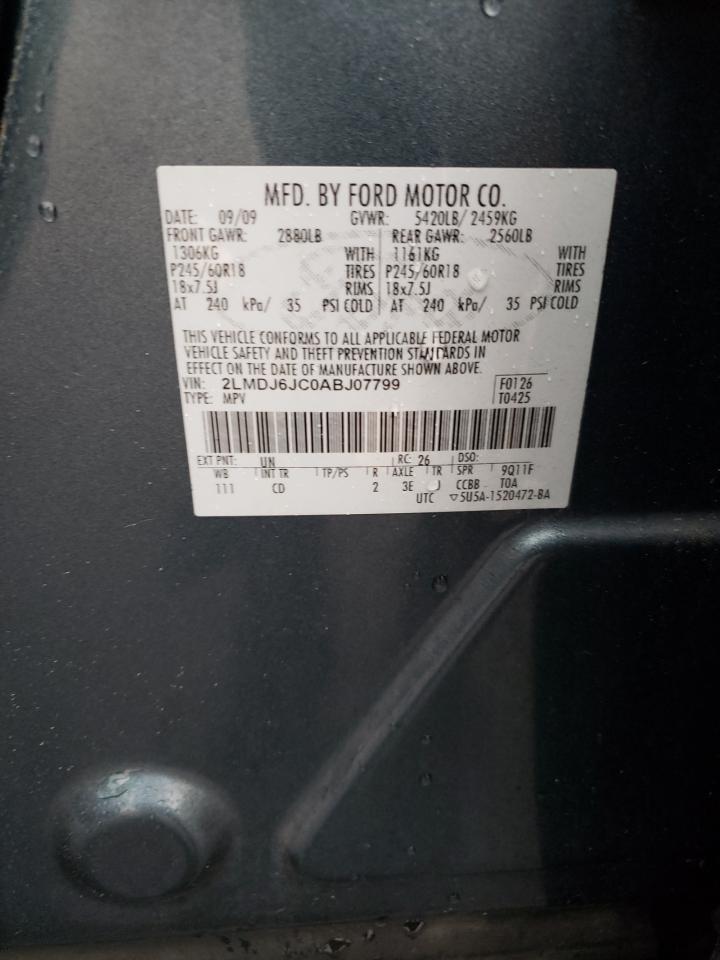 MFD. BY FORD MOTOR CO.
DATE: 09/09 GVWR: 5420LB/ 2459KG
FRONT GAWR: 2880LB REAR GAWR: 2560LB
1306KG WITH 1161KG WITH
P245/60R18 TIRES P245/60R18 TIRES
18x7.5J RIMS 18x7.5J RIMS
AT 240 kPa/ 35 PSI COLD AT 240 kPa/ 35 PSI COLD
THIS VEHICLE CONFORMS TO ALL APPLICABLE FEDERAL MOTOR
VEHICLE SAFETY AND THEFT PREVENTION STANDARDS IN
EFFECT ON THE DATE OF MANUFACTURE SHOWN ABOVE.
VIN: 2LMDJ6JC0ABJ07799 F0126
TYPE: MPV T0425
EXT PNT: UN RC: 26 DSO:
WB INT TR TP/PS R AXLE TR SPR 9Q11F
111 CD 2 3E J CCBB TOA
UTC ▽5U5A-1520472-BA